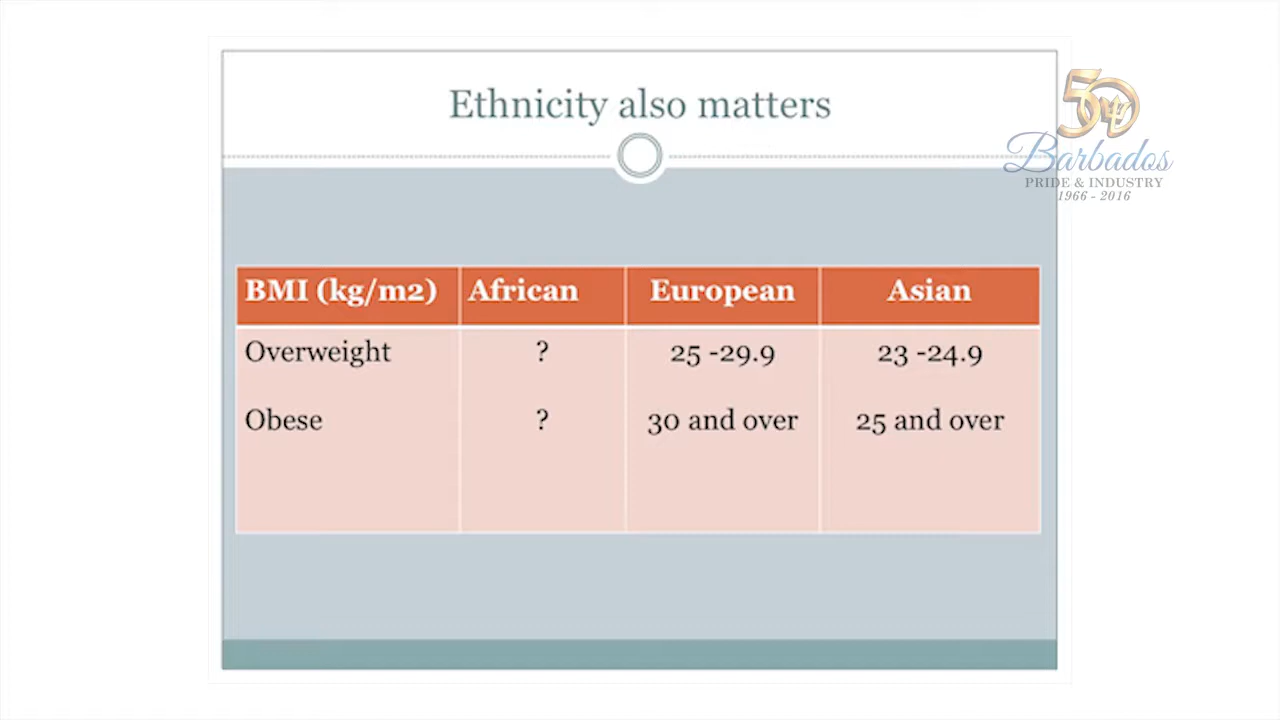 Ethnicity also matters
50
Barbados
PRIDE & INDUSTRY
1966 - 2016
BMI (kg/m2) African European Asian
Overweight ? 25 -29.9 23 -24.9
Obese ? 30 and over 25 and over